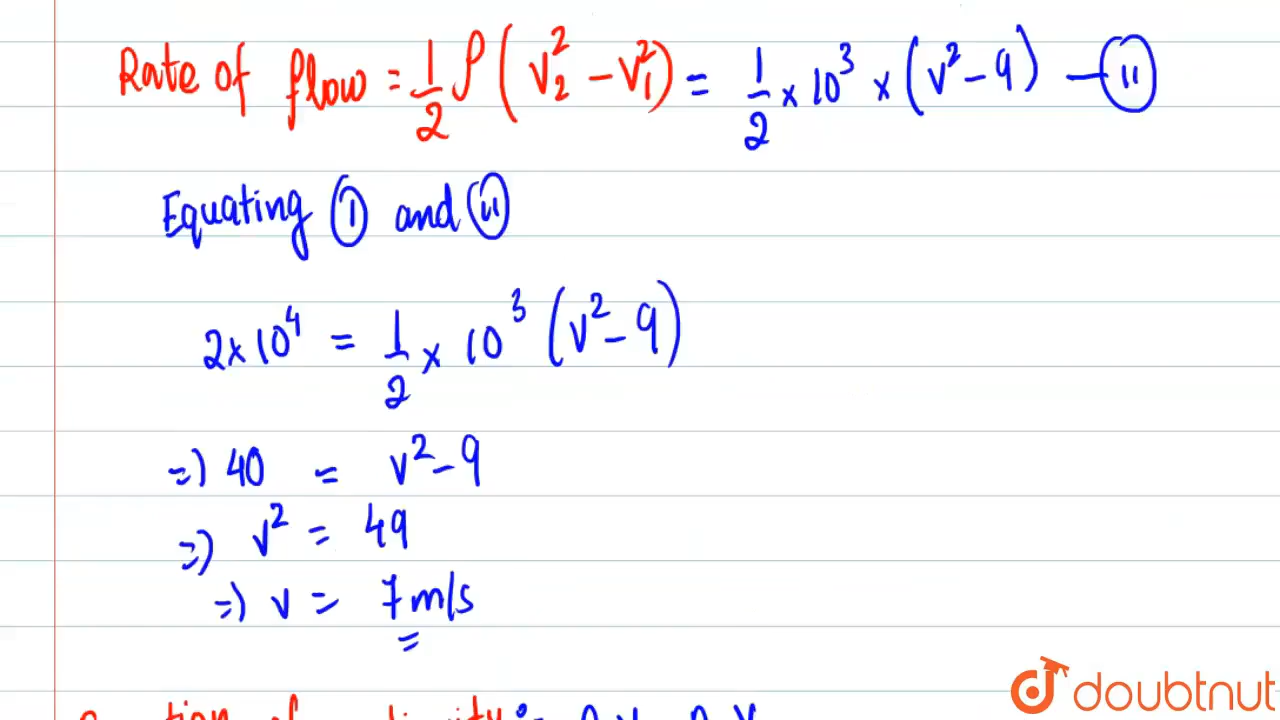 Rate of flow = 1/2 ρ (V₂² − V₁²) = 1/2 × 10³ × (v² − 9) — (ii)
Equating (i) and (ii)
2 × 10⁴ = 1/2 × 10³ (v² − 9)
⇒) 40 = v² − 9
⇒) v² = 49
⇒) v = 7 m/s
of
doubtnut